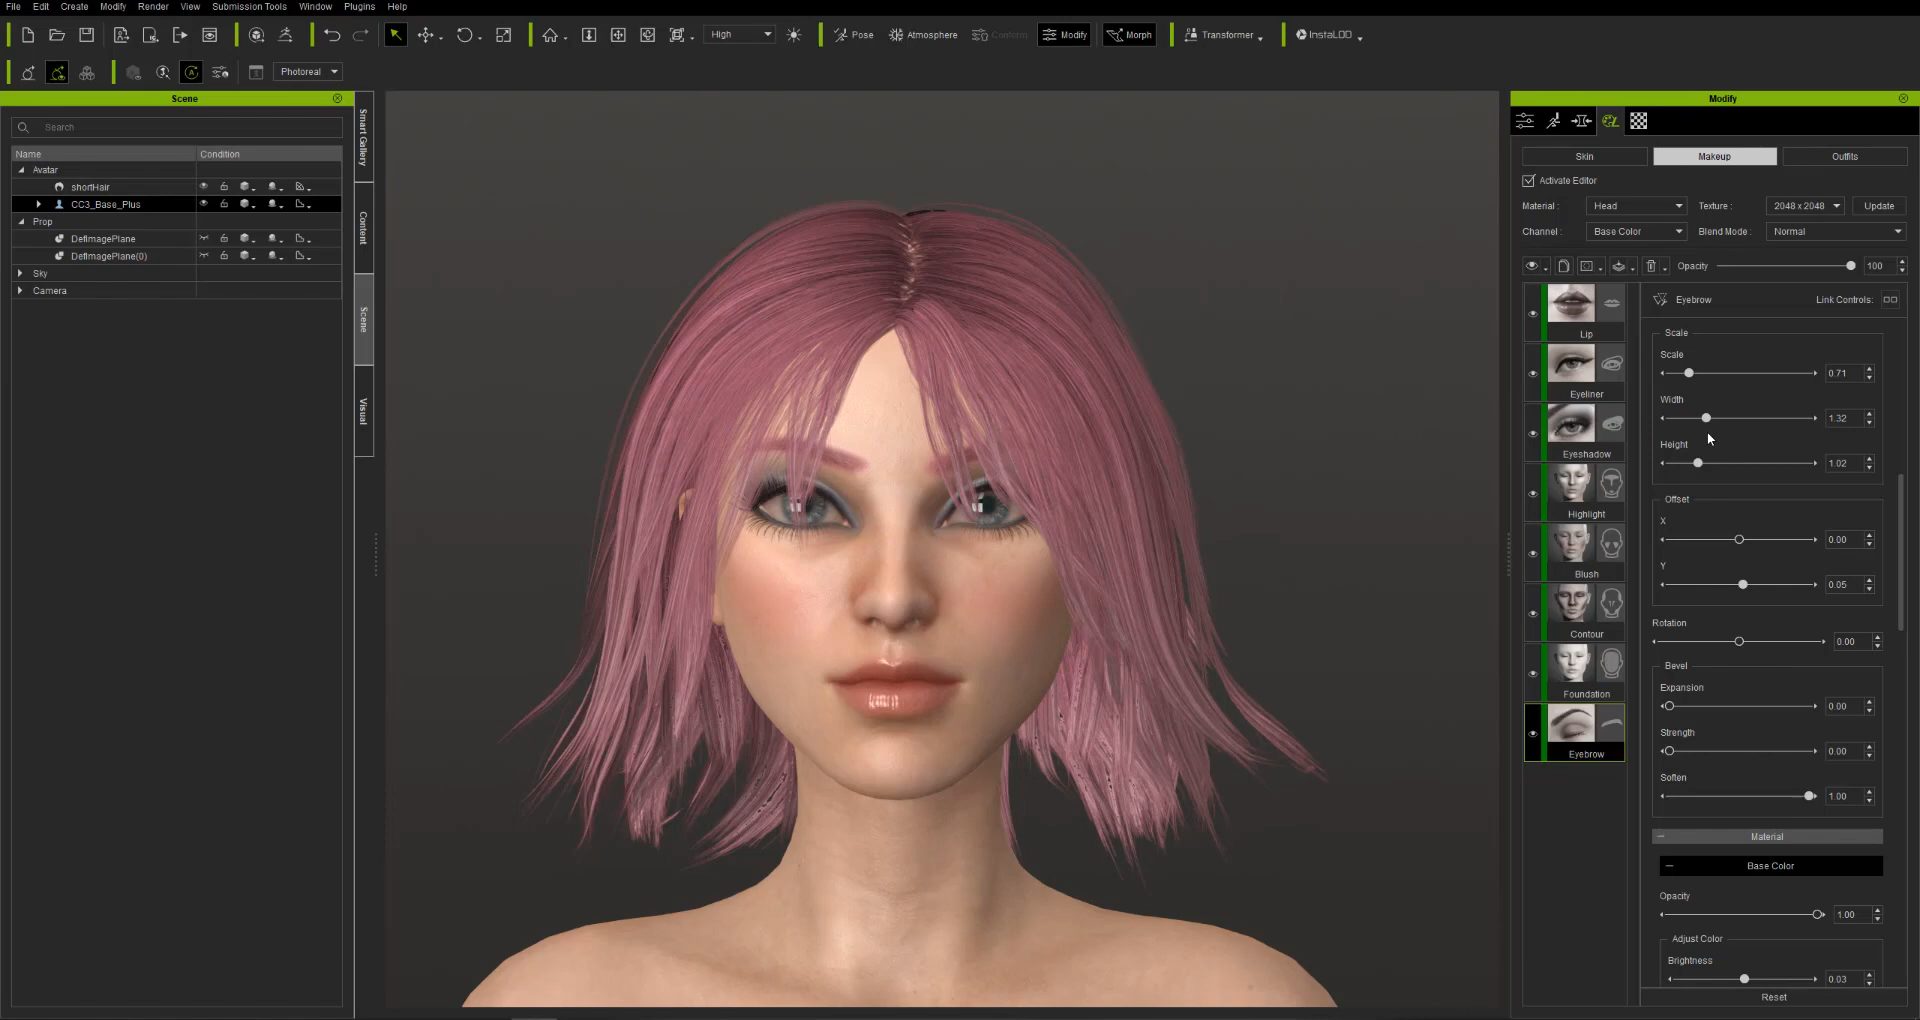 File Edit Create Modify Render View Submission Tools Window Plugins Help
High Pose Atmosphere Conform Modify Morph Transformer InstaLOD
Photoreal
Scene
Search
Name Condition
Avatar
shortHair
CC3_Base_Plus
Prop
DefImagePlane
DefImagePlane(0)
Sky
Camera
Smart Gallery
Content
Scene
Visual
Modify
Skin Makeup Outfits
Activate Editor
Material : Head Texture : 2048 x 2048 Update
Channel : Base Color Blend Mode : Normal
Opacity 100
Lip
Eyeliner
Eyeshadow
Highlight
Blush
Contour
Foundation
Eyebrow
Eyebrow Link Controls:
Scale
Scale
0.71
Width
1.32
Height
1.02
Offset
X
0.00
Y
0.05
Rotation
0.00
Bevel
Expansion
0.00
Strength
0.00
Soften
1.00
Material
Base Color
Opacity
1.00
Adjust Color
Brightness
0.03
Reset